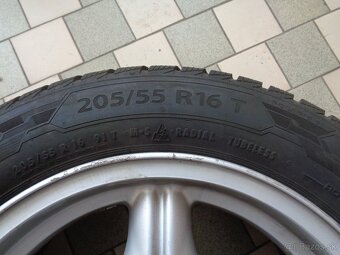 205/55 R16 T
205/55 R 16 91T M+S RADIAL TUBELESS